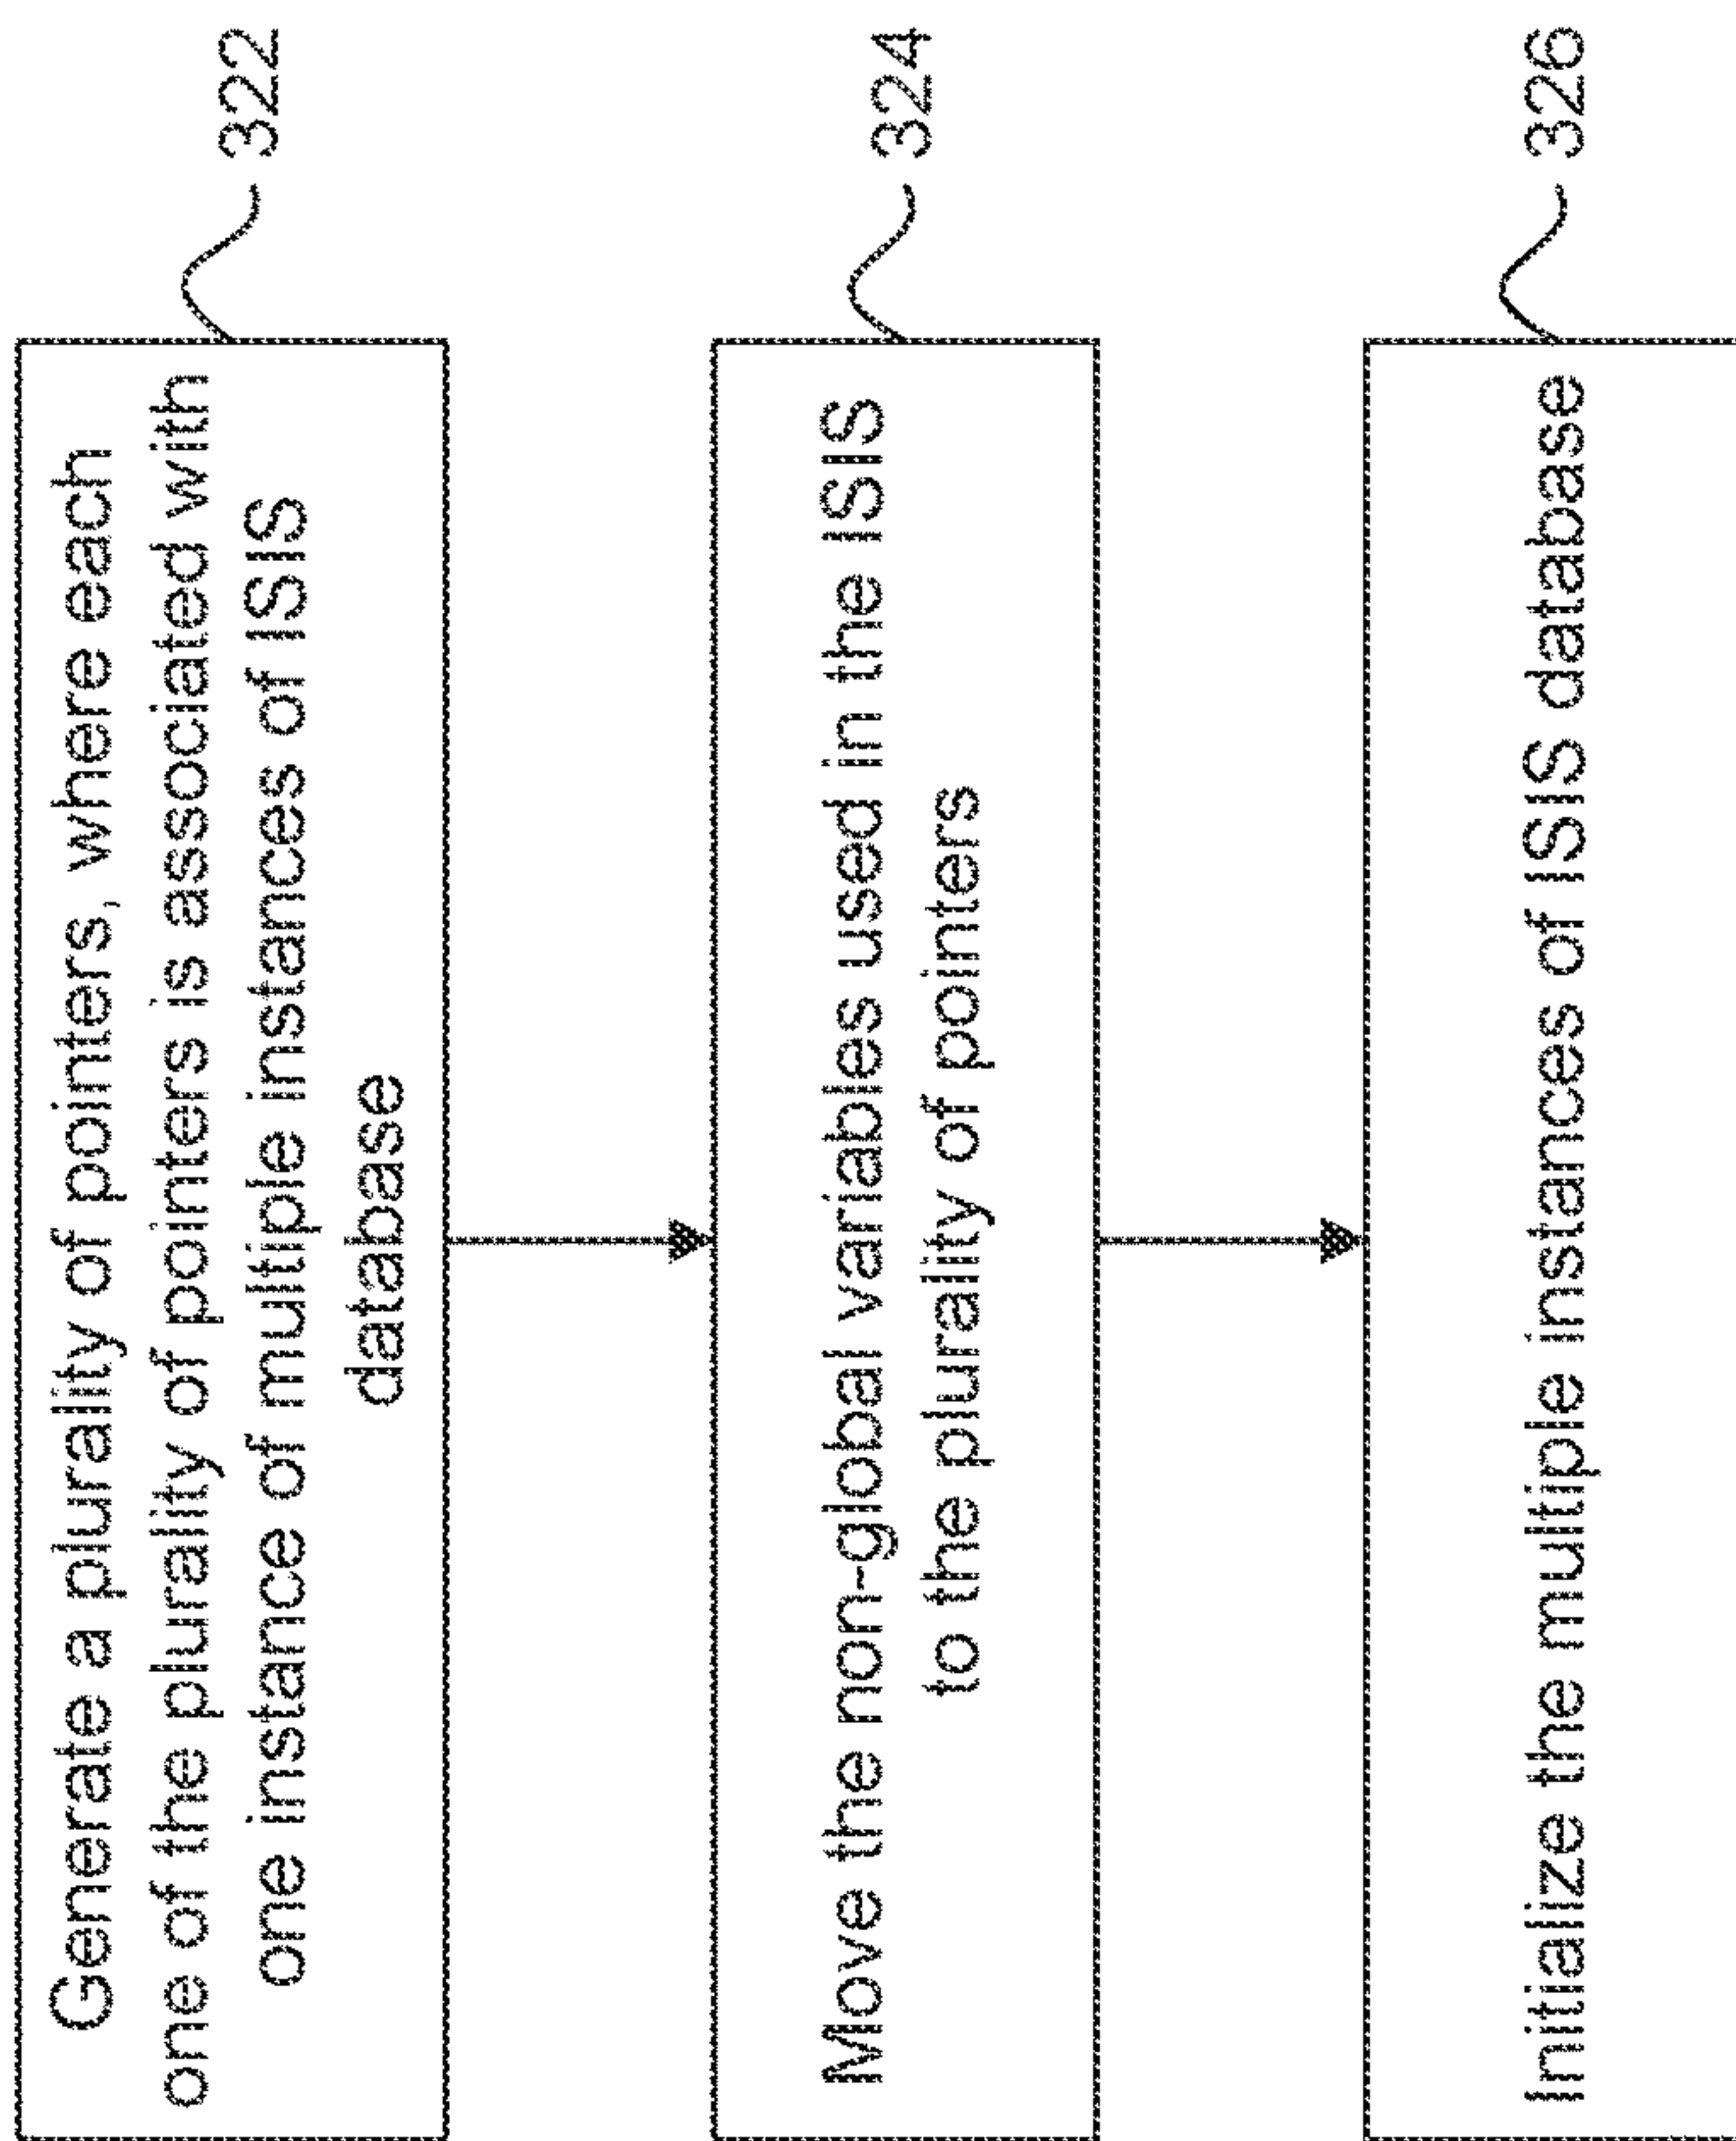 Generate a plurality of pointers, where each
one of the plurality of pointers is associated with
one instance of multiple instances of ISIS
database
322
Move the non-global variables used in the ISIS
to the plurality of pointers
324
Initialize the multiple instances of ISIS database
326